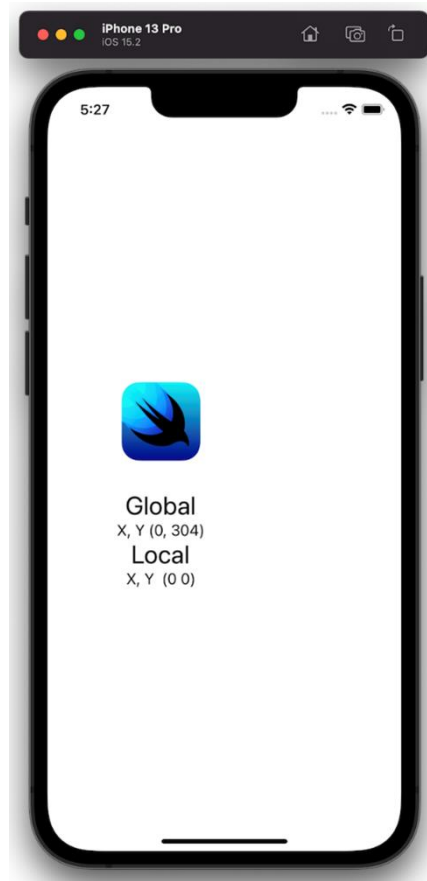 iPhone 13 Pro
iOS 15.2
5:27
Global
X, Y (0, 304)
Local
X, Y (0 0)